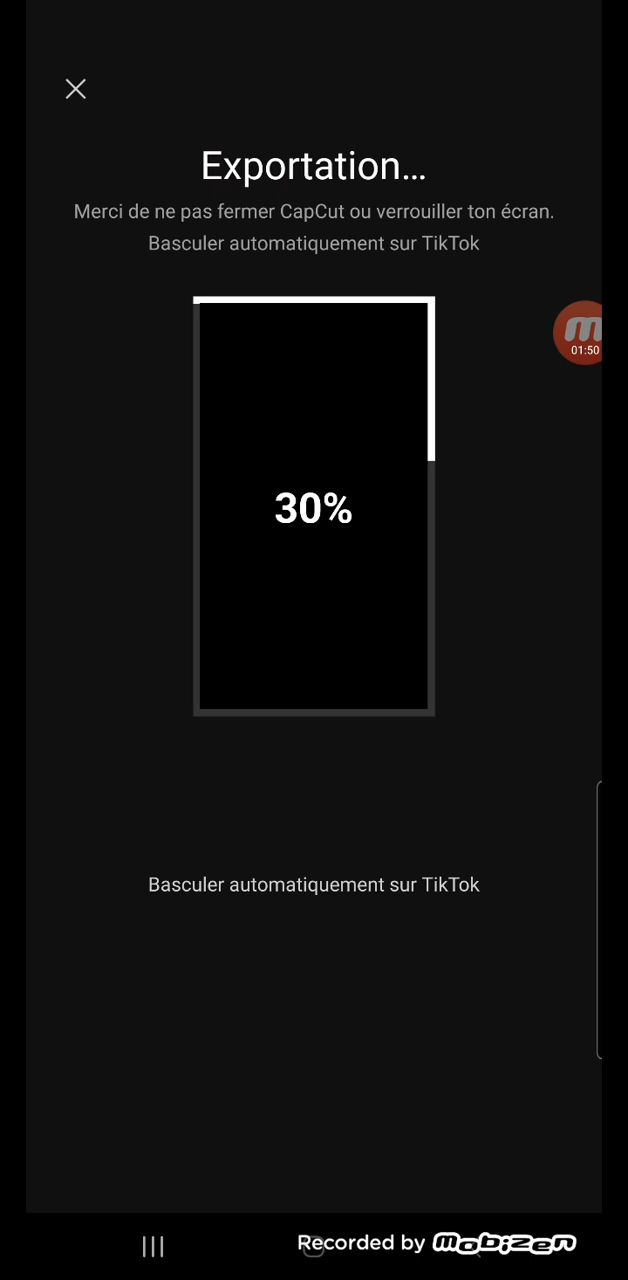 Exportation...
Merci de ne pas fermer CapCut ou verrouiller ton écran.
Basculer automatiquement sur TikTok
01:50
30%
Basculer automatiquement sur TikTok
Recorded by mobizen